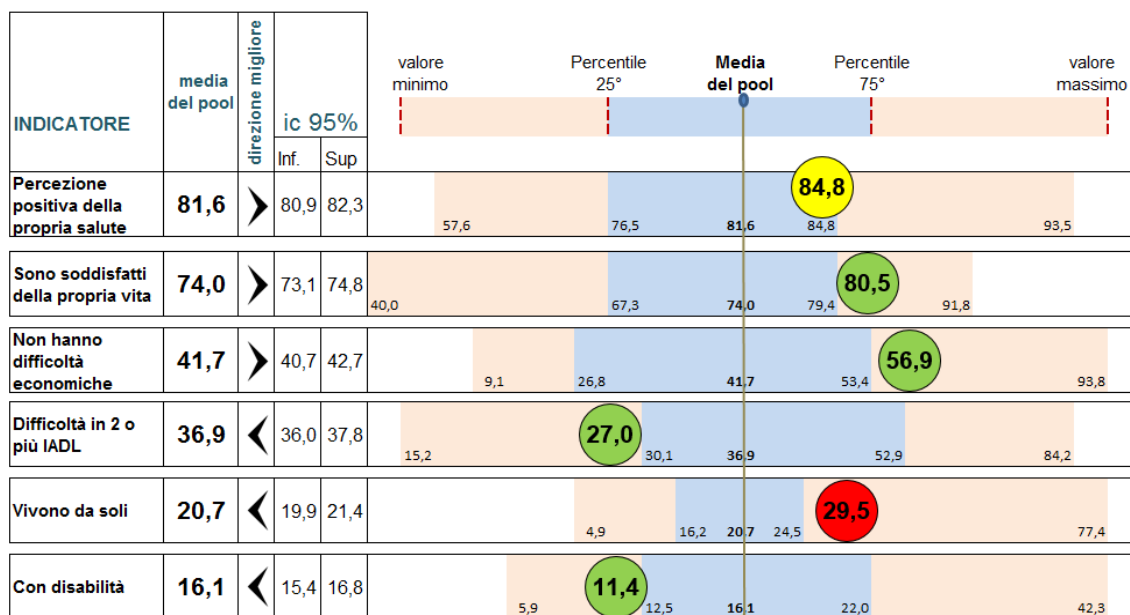 INDICATORE
media
del pool
direzione migliore
ic 95%
Inf. Sup
valore
minimo
Percentile
25°
Media
del pool
Percentile
75°
valore
massimo
Percezione
positiva della
propria salute
81,6 80,9 82,3
57,6 76,5 81,6 84,8 93,5
84,8
Sono soddisfatti
della propria vita
74,0 73,1 74,8
40,0 67,3 74,0 79,4 91,8
80,5
Non hanno
difficoltà
economiche
41,7 40,7 42,7
9,1 26,8 41,7 53,4 93,8
56,9
Difficoltà in 2 o
più IADL
36,9 36,0 37,8
15,2 30,1 36,9 52,9 84,2
27,0
Vivono da soli
20,7 19,9 21,4
4,9 16,2 20,7 24,5 77,4
29,5
Con disabilità
16,1 15,4 16,8
5,9 12,5 16,1 22,0 42,3
11,4